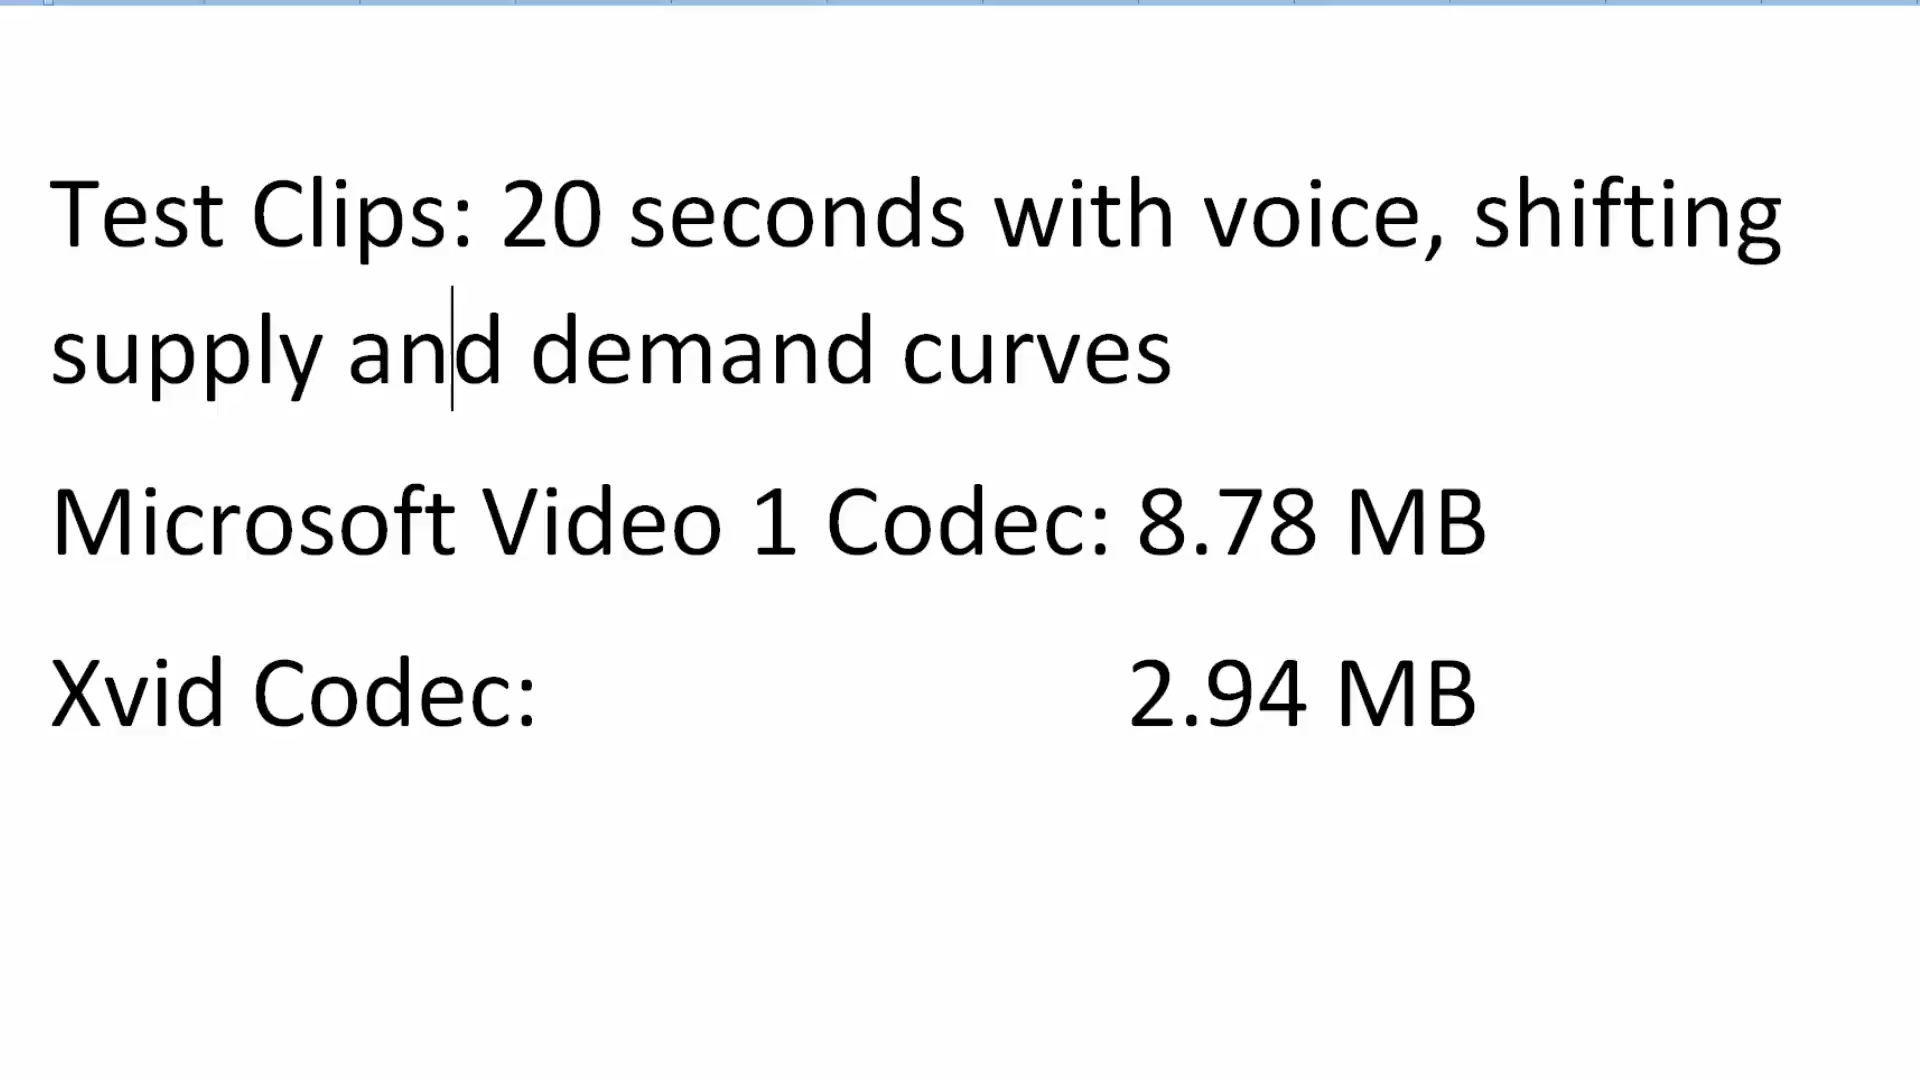 Test Clips: 20 seconds with voice, shifting
supply and demand curves
Microsoft Video 1 Codec: 8.78 MB
Xvid Codec: 2.94 MB